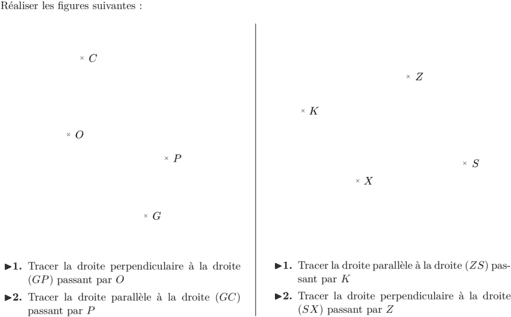 Réaliser les figures suivantes :
C
O
P
G
▶1. Tracer la droite perpendiculaire à la droite
(GP) passant par O
▶2. Tracer la droite parallèle à la droite (GC)
passant par P
Z
K
S
X
▶1. Tracer la droite parallèle à la droite (ZS) pas-
sant par K
▶2. Tracer la droite perpendiculaire à la droite
(SX) passant par Z